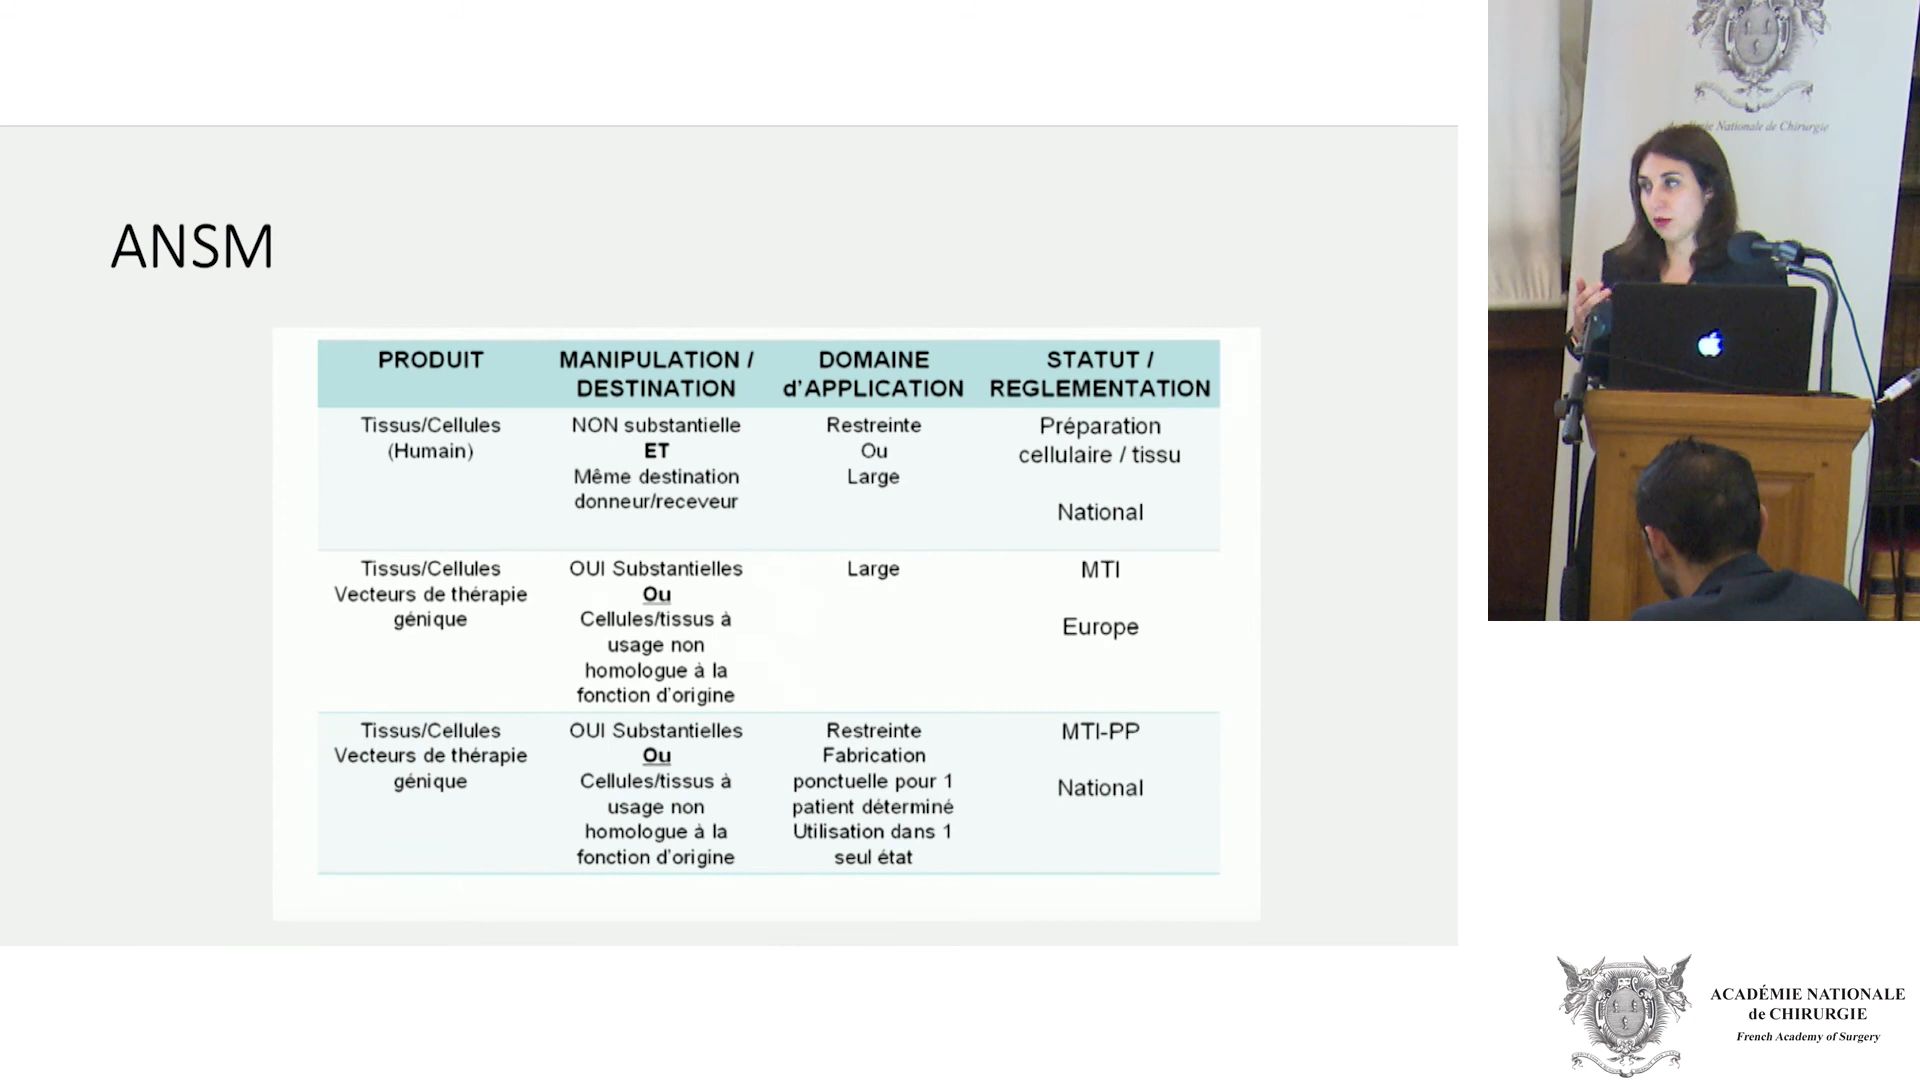 ANSM
PRODUIT
MANIPULATION /
DESTINATION
DOMAINE
d'APPLICATION
STATUT /
REGLEMENTATION
Tissus/Cellules
(Humain)
NON substantielle
ET
Même destination
donneur/receveur
Restreinte
Ou
Large
Préparation
cellulaire / tissu
National
Tissus/Cellules
Vecteurs de thérapie
génique
OUI Substantielles
Ou
Cellules/tissus à
usage non
homologue à la
fonction d'origine
Large
MTI
Europe
Tissus/Cellules
Vecteurs de thérapie
génique
OUI Substantielles
Ou
Cellules/tissus à
usage non
homologue à la
fonction d'origine
Restreinte
Fabrication
ponctuelle pour 1
patient déterminé
Utilisation dans 1
seul état
MTI-PP
National
Nationale de Chirurgie
ACADÉMIE NATIONALE
de CHIRURGIE
French Academy of Surgery